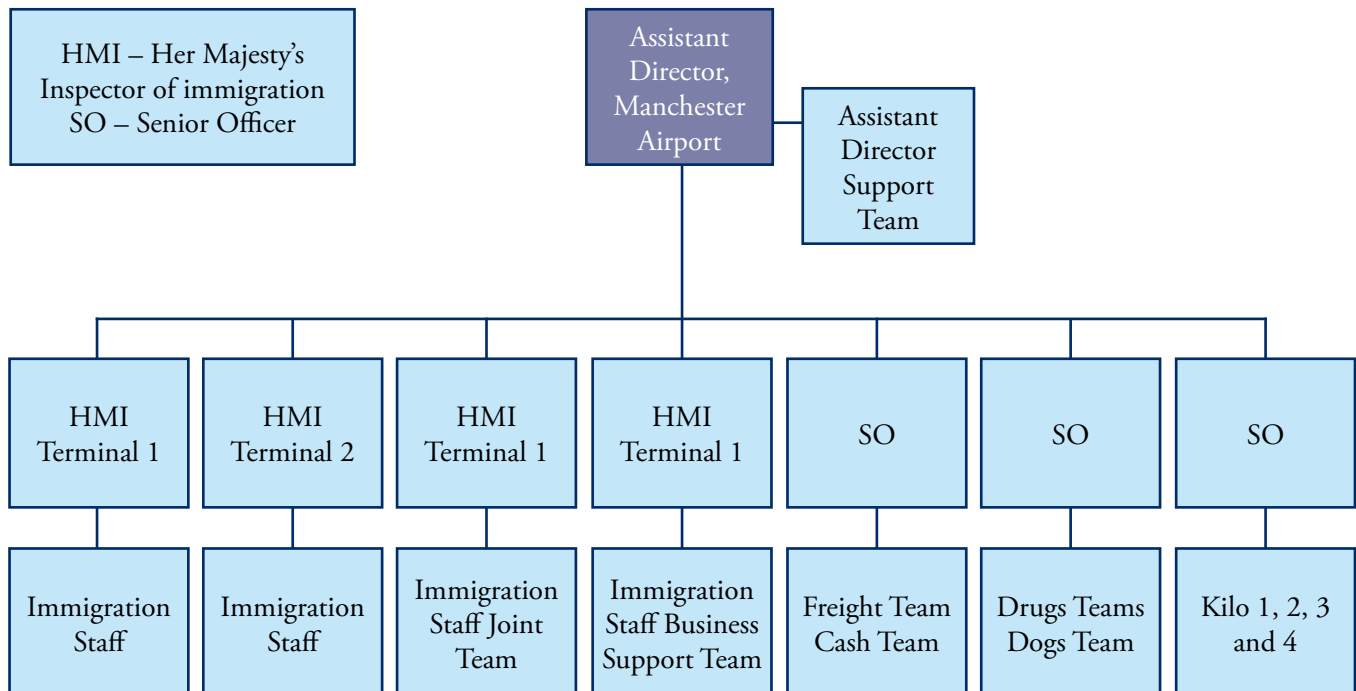 HMI – Her Majesty’s
Inspector of immigration
SO – Senior Officer
Assistant
Director,
Manchester
Airport
Assistant
Director
Support
Team
HMI
Terminal 1
HMI
Terminal 2
HMI
Terminal 1
HMI
Terminal 1
SO
SO
SO
Immigration
Staff
Immigration
Staff
Immigration
Staff Joint
Team
Immigration
Staff Business
Support Team
Freight Team
Cash Team
Drugs Teams
Dogs Team
Kilo 1, 2, 3
and 4